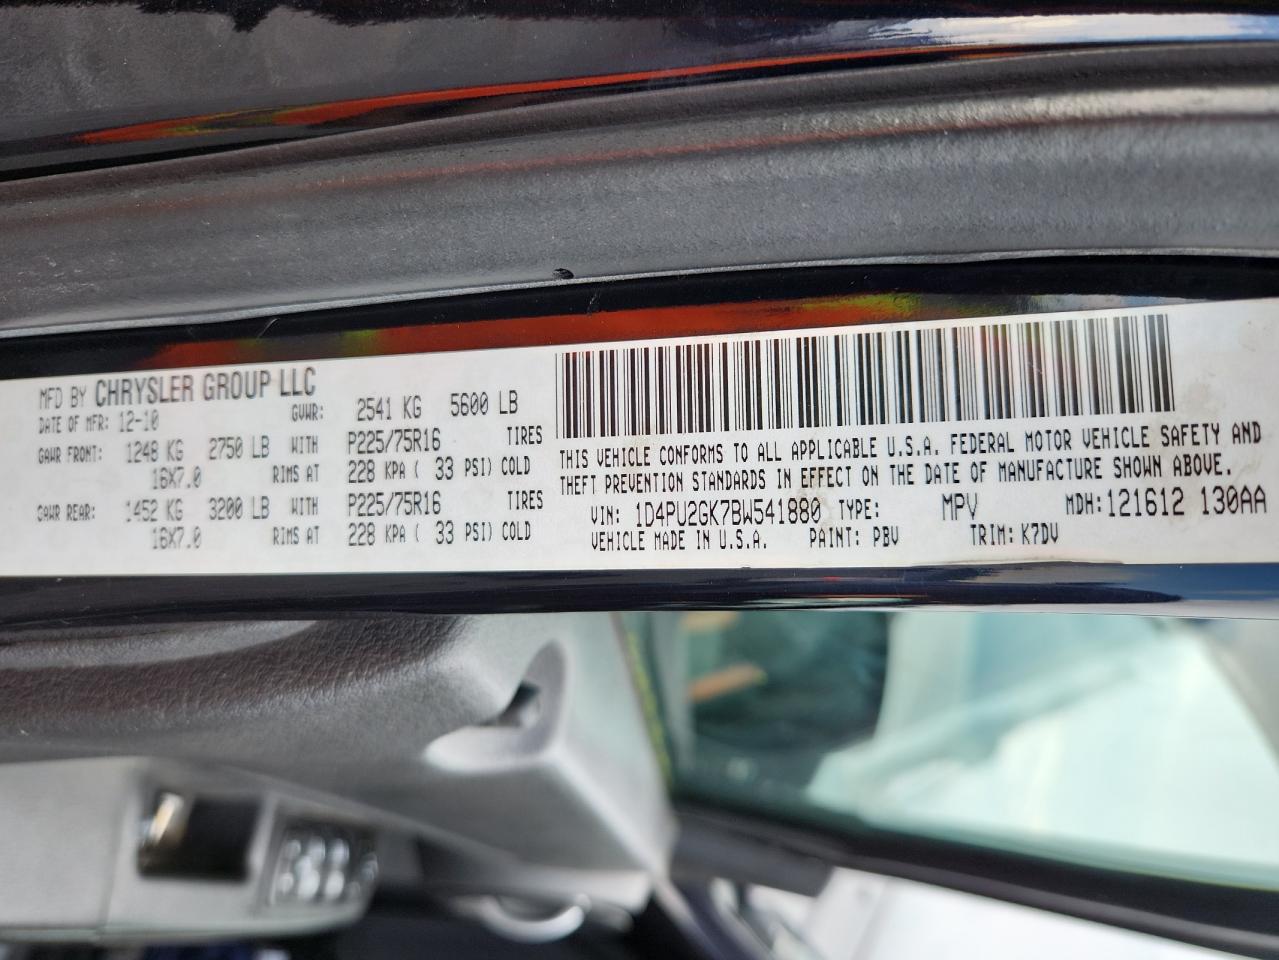 MFD BY CHRYSLER GROUP LLC
DATE OF MFR: 12-10 GVWR: 2541 KG 5600 LB
GAWR FRONT: 1248 KG 2750 LB WITH P225/75R16 TIRES
16X7.0 RIMS AT 228 KPA ( 33 PSI) COLD
GAWR REAR: 1452 KG 3200 LB WITH P225/75R16 TIRES
16X7.0 RIMS AT 228 KPA ( 33 PSI) COLD
THIS VEHICLE CONFORMS TO ALL APPLICABLE U.S.A. FEDERAL MOTOR VEHICLE SAFETY AND
THEFT PREVENTION STANDARDS IN EFFECT ON THE DATE OF MANUFACTURE SHOWN ABOVE.
VIN: 1D4PU2GK7BW541880 TYPE: MPV MDH: 121612 130AA
VEHICLE MADE IN U.S.A. PAINT: PBV TRIM: K7DV